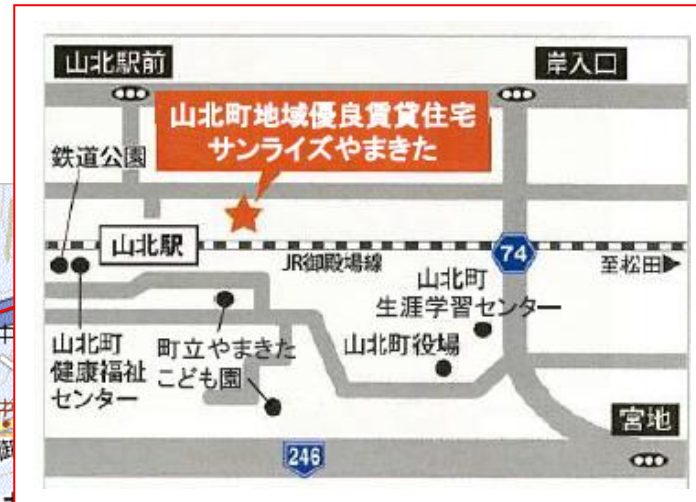 山北駅前
岸入口
山北町地域優良賃貸住宅
サンライズやまきた
鉄道公園
山北駅
JR御殿場線
74
至松田
山北町
生涯学習センター
山北町
健康福祉
センター
町立やまきた
こども園
山北町役場
宮地
246